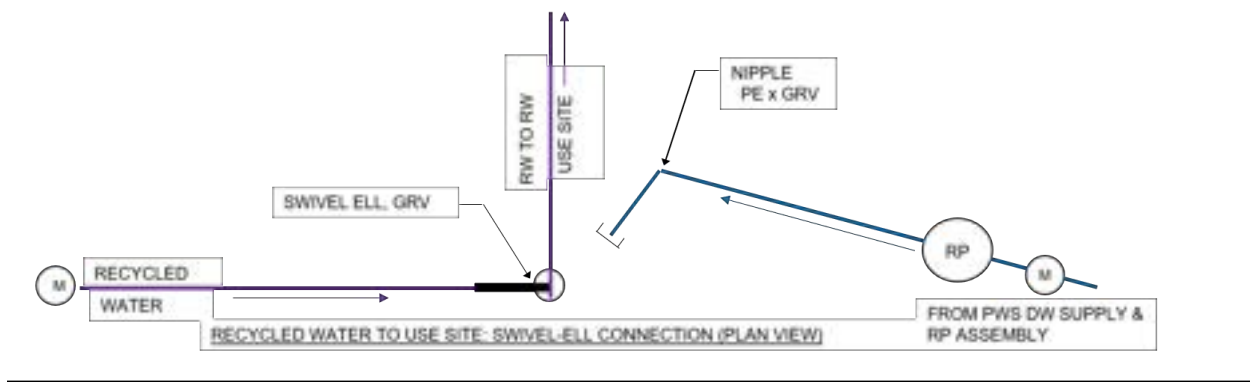 RW TO RW
USE SITE
NIPPLE
PE x GRV
SWIVEL ELL, GRV
RP
M
M
RECYCLED
WATER
FROM PWS DW SUPPLY &
RP ASSEMBLY
RECYCLED WATER TO USE SITE: SWIVEL-ELL CONNECTION (PLAN VIEW)